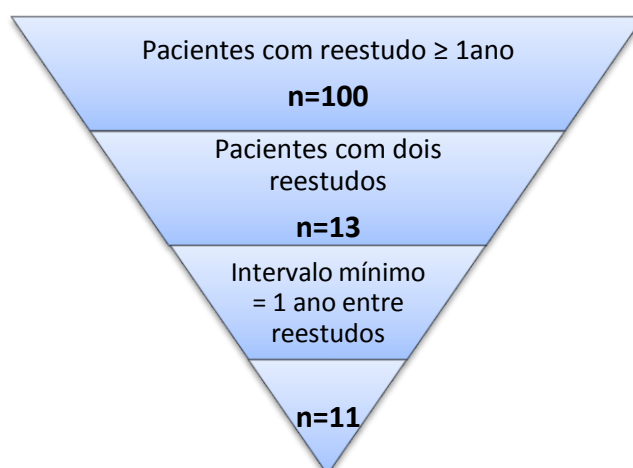 Pacientes com reestudo ≥ 1ano
n=100
Pacientes com dois
reestudos
n=13
Intervalo mínimo
= 1 ano entre
reestudos
n=11